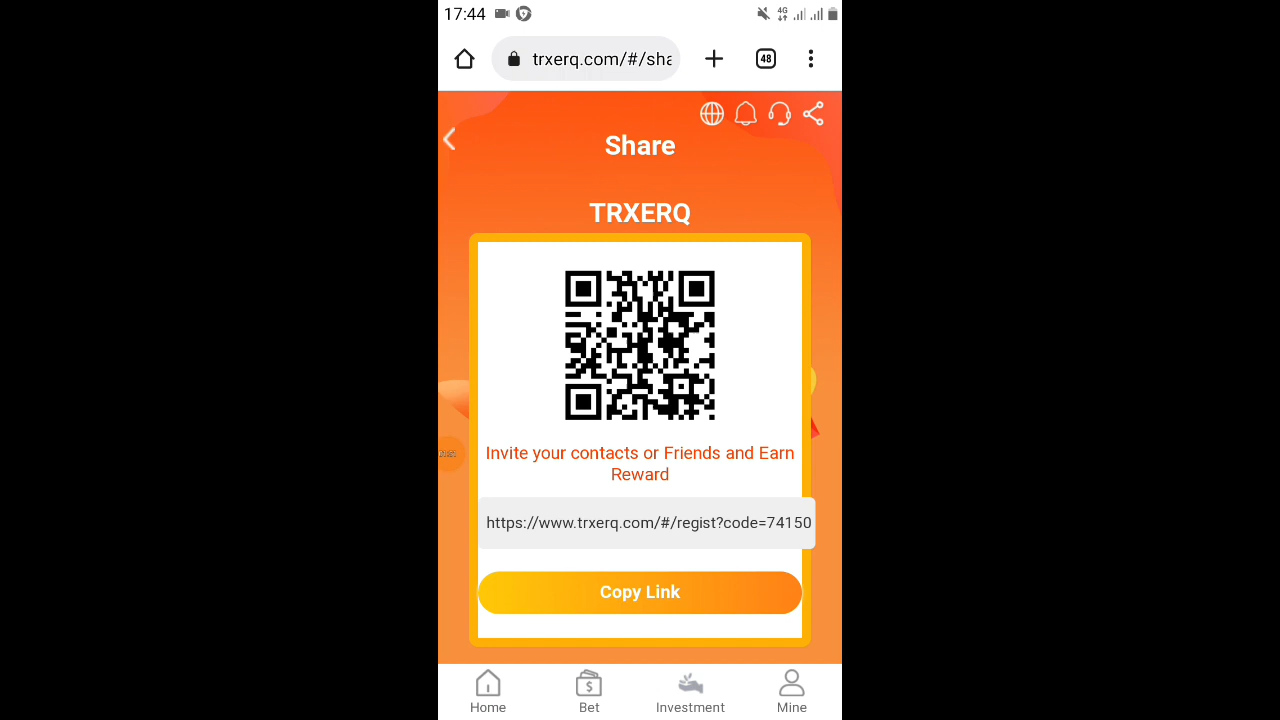 17:44
4G
trxerq.com/#/sha
48
Share
TRXERQ
Invite your contacts or Friends and Earn
Reward
https://www.trxerq.com/#/regist?code=74150
Copy Link
Home
Bet
Investment
Mine